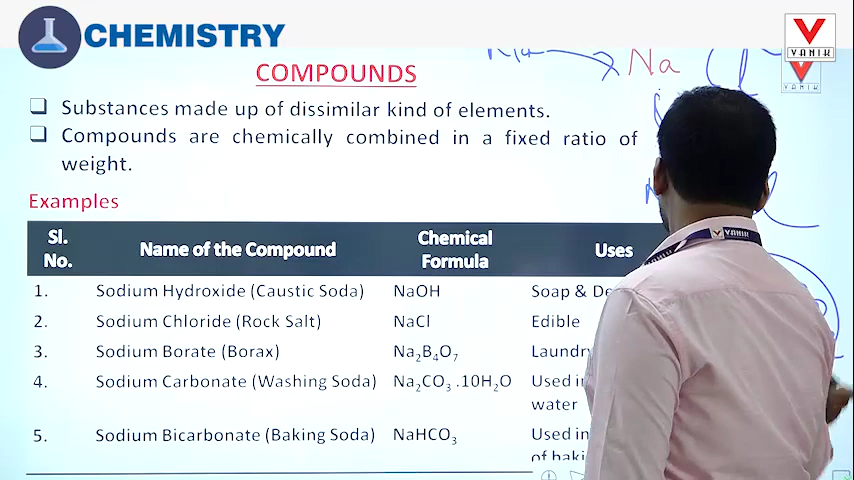 CHEMISTRY
VANIK
VANIK
COMPOUNDS
Na Cl
❑ Substances made up of dissimilar kind of elements.
❑ Compounds are chemically combined in a fixed ratio of
weight.
Examples
Sl. No. Name of the Compound Chemical Formula Uses
1. Sodium Hydroxide (Caustic Soda) NaOH Soap &
2. Sodium Chloride (Rock Salt) NaCl Edible
3. Sodium Borate (Borax) Na₂B₄O₇
4. Sodium Carbonate (Washing Soda) Na₂CO₃ .10H₂O Used
water
5. Sodium Bicarbonate (Baking Soda) NaHCO₃ Used in
of
VANIK